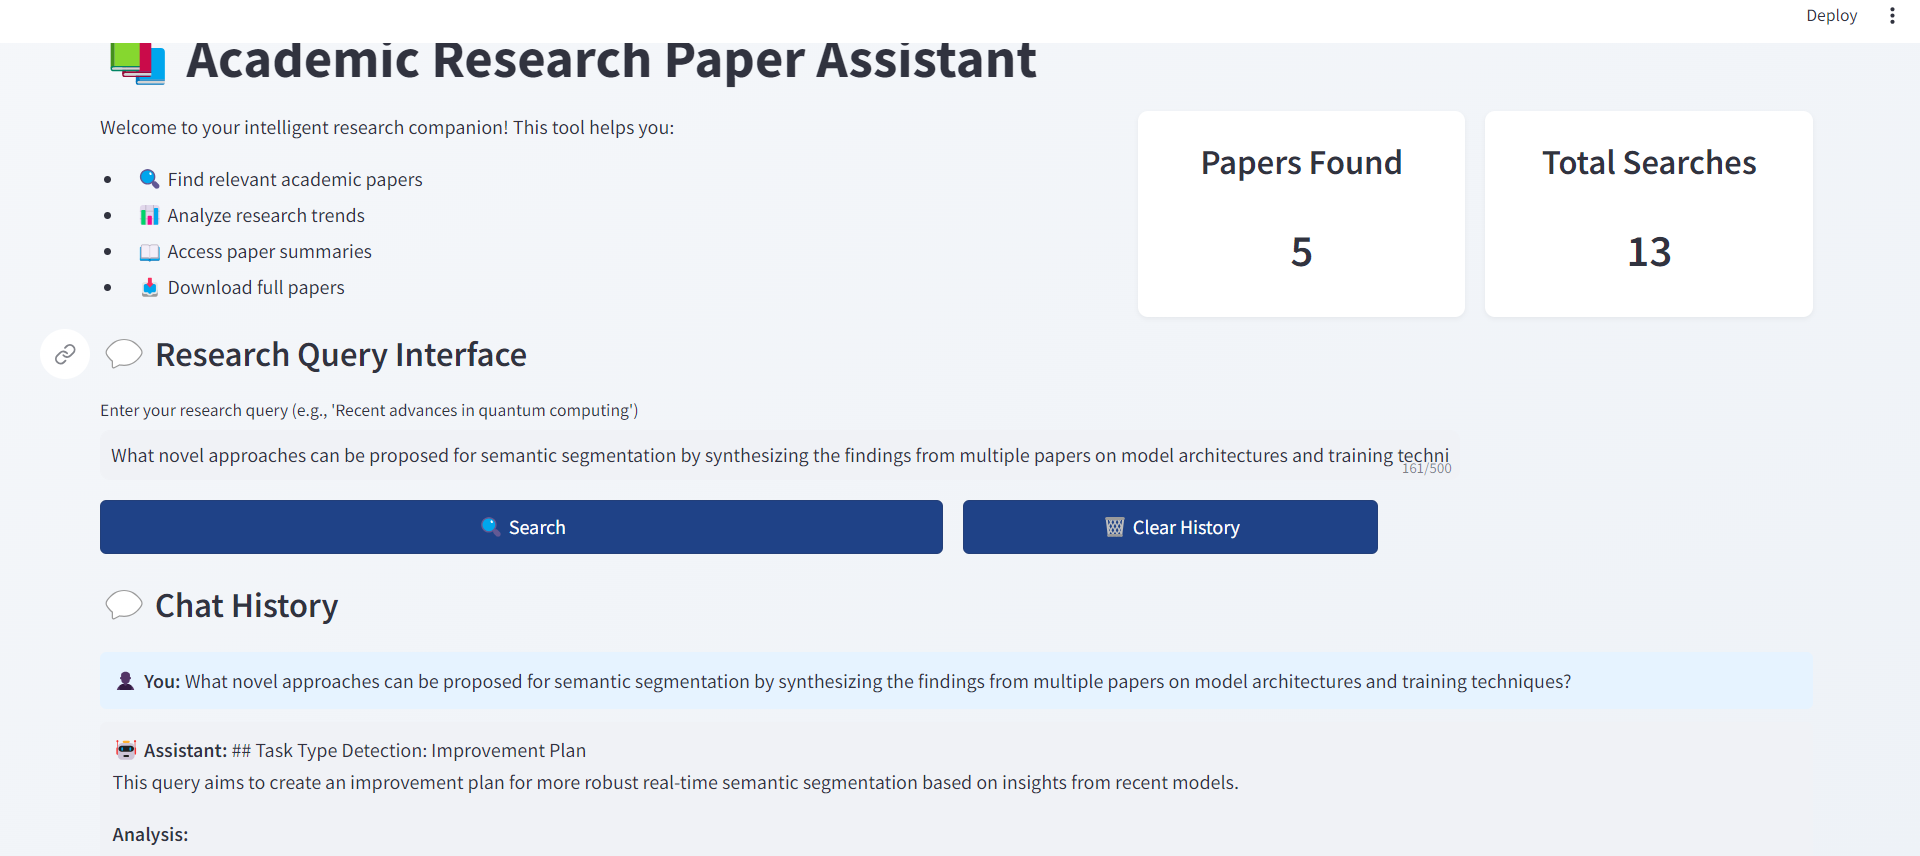 Deploy
Academic Research Paper Assistant
Welcome to your intelligent research companion! This tool helps you:
Find relevant academic papers
Analyze research trends
Access paper summaries
Download full papers
Papers Found
5
Total Searches
13
Research Query Interface
Enter your research query (e.g., 'Recent advances in quantum computing')
What novel approaches can be proposed for semantic segmentation by synthesizing the findings from multiple papers on model architectures and training techni
161/500
Search
Clear History
Chat History
You: What novel approaches can be proposed for semantic segmentation by synthesizing the findings from multiple papers on model architectures and training techniques?
Assistant: ## Task Type Detection: Improvement Plan
This query aims to create an improvement plan for more robust real-time semantic segmentation based on insights from recent models.
Analysis: